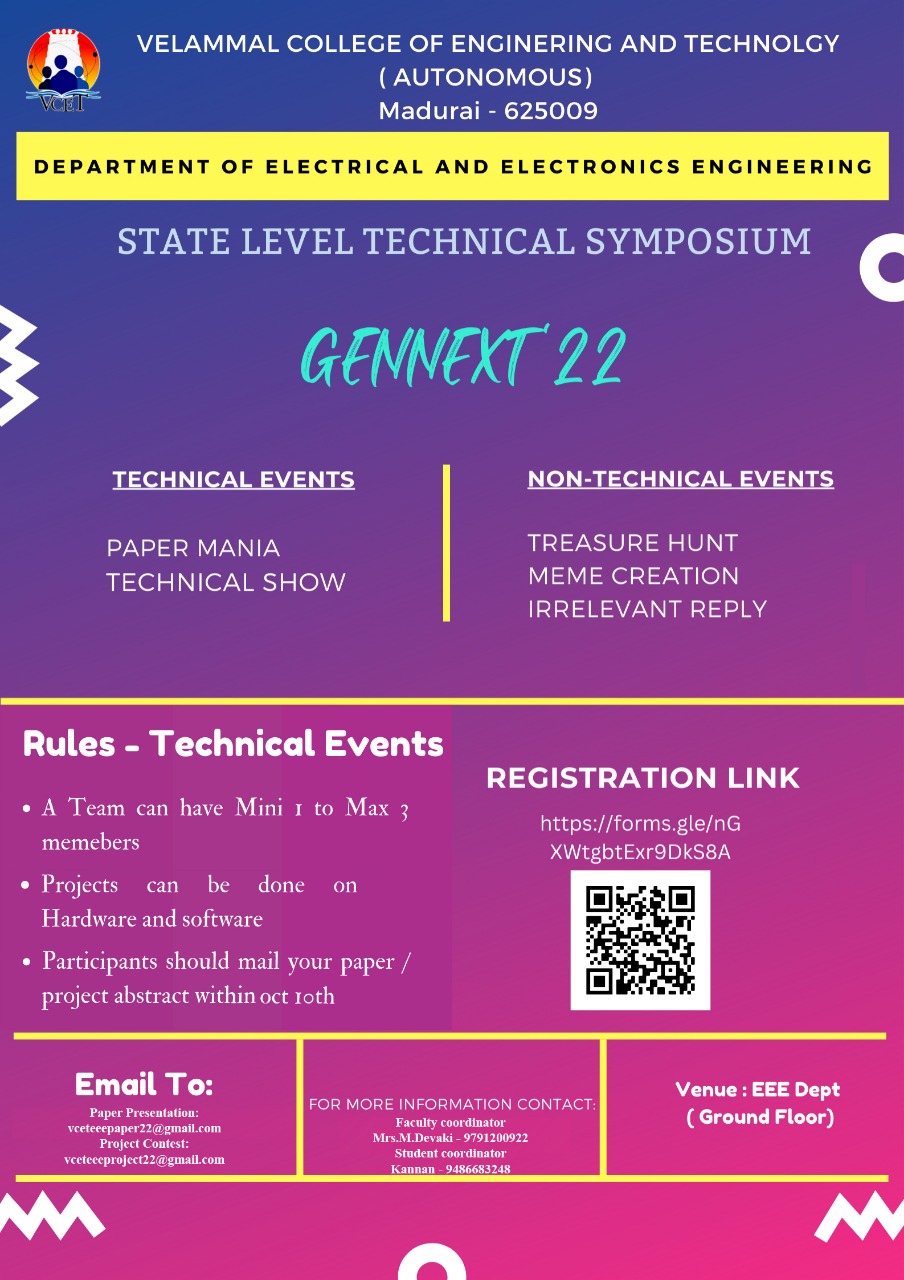 VCET
VELAMMAL COLLEGE OF ENGINERING AND TECHNOLGY
( AUTONOMOUS)
Madurai - 625009
DEPARTMENT OF ELECTRICAL AND ELECTRONICS ENGINEERING
STATE LEVEL TECHNICAL SYMPOSIUM
GENNEXT'22
TECHNICAL EVENTS
PAPER MANIA
TECHNICAL SHOW
NON-TECHNICAL EVENTS
TREASURE HUNT
MEME CREATION
IRRELEVANT REPLY
Rules - Technical Events
• A Team can have Mini 1 to Max 3
memebers
• Projects can be done on
Hardware and software
• Participants should mail your paper /
project abstract within oct 10th
REGISTRATION LINK
https://forms.gle/nG
XWtgbtExr9DkS8A
Email To:
Paper Presentation:
vceteeepaper22@gmail.com
Project Contest:
vceteeeproject22@gmail.com
FOR MORE INFORMATION CONTACT:
Faculty coordinator
Mrs.M.Devaki - 9791200922
Student coordinator
Kannan - 9486683248
Venue : EEE Dept
( Ground Floor)